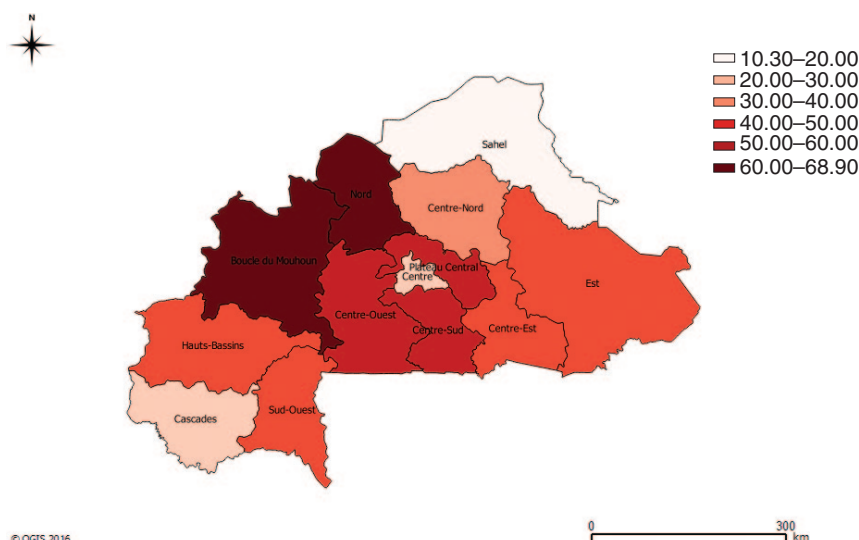 N
10.30–20.00
20.00–30.00
30.00–40.00
40.00–50.00
50.00–60.00
60.00–68.90
Sahel
Nord
Centre-Nord
Boucle du Mouhoun
Plateau Central
Centre
Est
Centre-Ouest
Centre-Sud
Centre-Est
Hauts-Bassins
Sud-Ouest
Cascades
0 300
km
© QGIS 2016